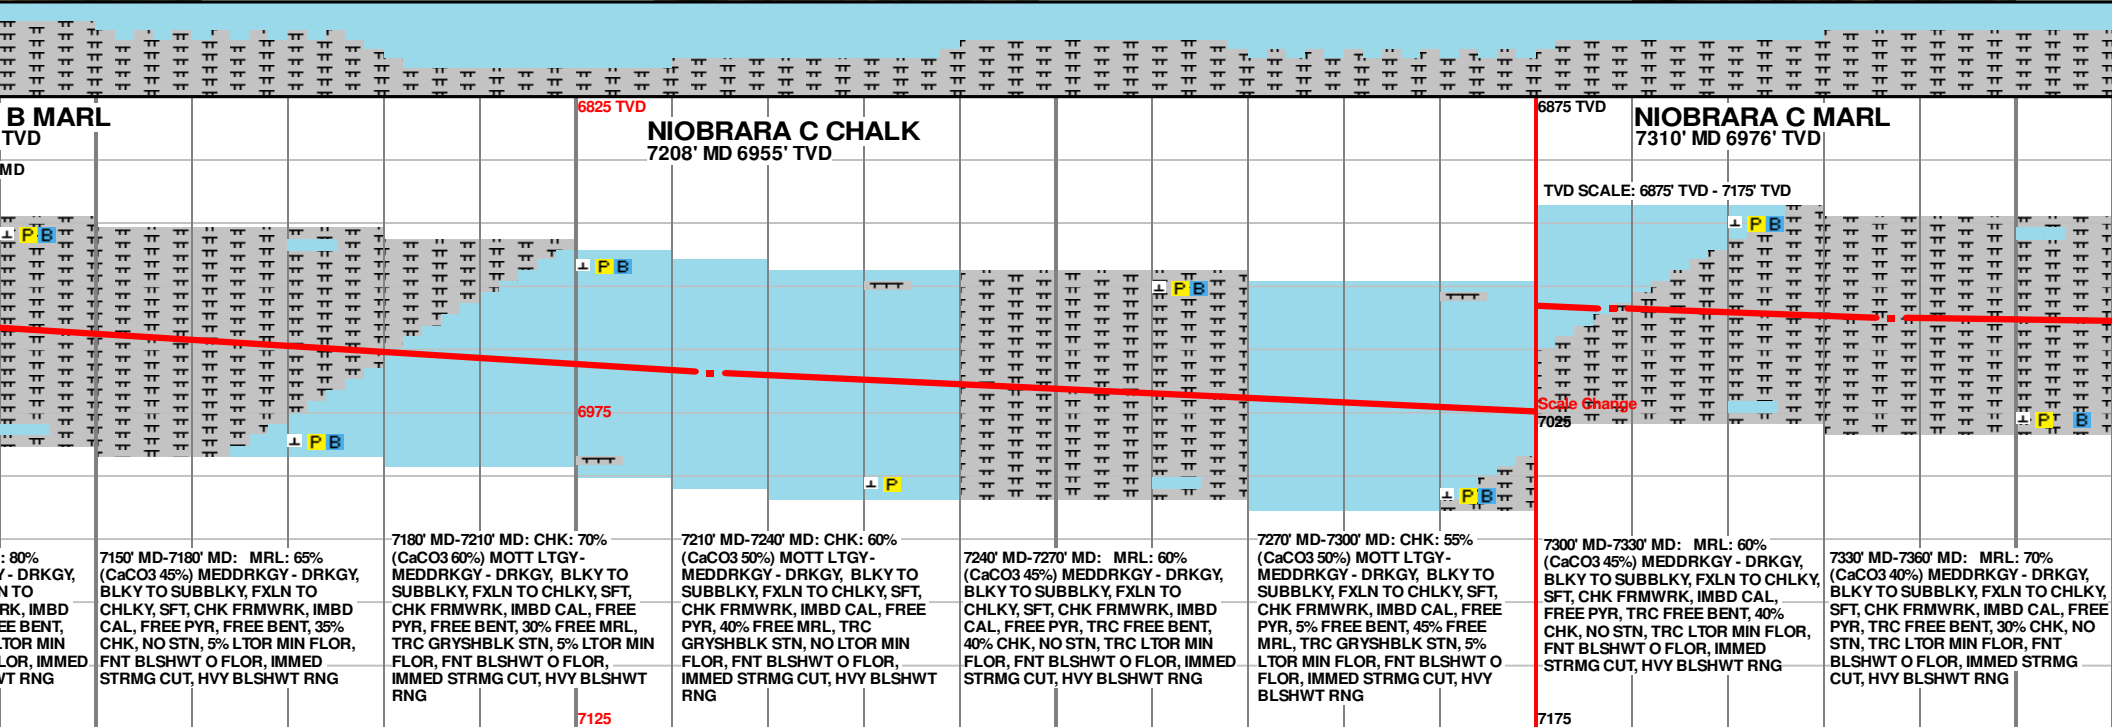 B MARL
TVD
MD
6825 TVD
NIOBRARA C CHALK
7208' MD 6955' TVD
6875 TVD
NIOBRARA C MARL
7310' MD 6976' TVD
TVD SCALE: 6875' TVD - 7175' TVD
P B
P B
P B
P
P B
P B
P B
P B
6975
Scale Change
7025
: 80%
Y - DRKGY,
N TO
RK, IMBD
EE BENT,
LTOR MIN
LOR, IMMED
WT RNG
7150' MD-7180' MD: MRL: 65%
(CaCO3 45%) MEDDRKGY - DRKGY,
BLKY TO SUBBLKY, FXLN TO
CHLKY, SFT, CHK FRMWRK, IMBD
CAL, FREE PYR, FREE BENT, 35%
CHK, NO STN, 5% LTOR MIN FLOR,
FNT BLSHWT O FLOR, IMMED
STRMG CUT, HVY BLSHWT RNG
7180' MD-7210' MD: CHK: 70%
(CaCO3 60%) MOTT LTGY-
MEDDRKGY - DRKGY, BLKY TO
SUBBLKY, FXLN TO CHLKY, SFT,
CHK FRMWRK, IMBD CAL, FREE
PYR, FREE BENT, 30% FREE MRL,
TRC GRYSHBLK STN, 5% LTOR MIN
FLOR, FNT BLSHWT O FLOR,
IMMED STRMG CUT, HVY BLSHWT
RNG
7210' MD-7240' MD: CHK: 60%
(CaCO3 50%) MOTT LTGY-
MEDDRKGY - DRKGY, BLKY TO
SUBBLKY, FXLN TO CHLKY, SFT,
CHK FRMWRK, IMBD CAL, FREE
PYR, 40% FREE MRL, TRC
GRYSHBLK STN, NO LTOR MIN
FLOR, FNT BLSHWT O FLOR,
IMMED STRMG CUT, HVY BLSHWT
RNG
7240' MD-7270' MD: MRL: 60%
(CaCO3 45%) MEDDRKGY - DRKGY,
BLKY TO SUBBLKY, FXLN TO
CHLKY, SFT, CHK FRMWRK, IMBD
CAL, FREE PYR, TRC FREE BENT,
40% CHK, NO STN, TRC LTOR MIN
FLOR, FNT BLSHWT O FLOR, IMMED
STRMG CUT, HVY BLSHWT RNG
7270' MD-7300' MD: CHK: 55%
(CaCO3 50%) MOTT LTGY-
MEDDRKGY - DRKGY, BLKY TO
SUBBLKY, FXLN TO CHLKY, SFT,
CHK FRMWRK, IMBD CAL, FREE
PYR, 5% FREE BENT, 45% FREE
MRL, TRC GRYSHBLK STN, 5%
LTOR MIN FLOR, FNT BLSHWT O
FLOR, IMMED STRMG CUT, HVY
BLSHWT RNG
7300' MD-7330' MD: MRL: 60%
(CaCO3 45%) MEDDRKGY - DRKGY,
BLKY TO SUBBLKY, FXLN TO CHLKY,
SFT, CHK FRMWRK, IMBD CAL,
FREE PYR, TRC FREE BENT, 40%
CHK, NO STN, TRC LTOR MIN FLOR,
FNT BLSHWT O FLOR, IMMED
STRMG CUT, HVY BLSHWT RNG
7330' MD-7360' MD: MRL: 70%
(CaCO3 40%) MEDDRKGY - DRKGY,
BLKY TO SUBBLKY, FXLN TO CHLKY,
SFT, CHK FRMWRK, IMBD CAL, FREE
PYR, TRC FREE BENT, 30% CHK, NO
STN, TRC LTOR MIN FLOR, FNT
BLSHWT O FLOR, IMMED STRMG
CUT, HVY BLSHWT RNG
7125
7175